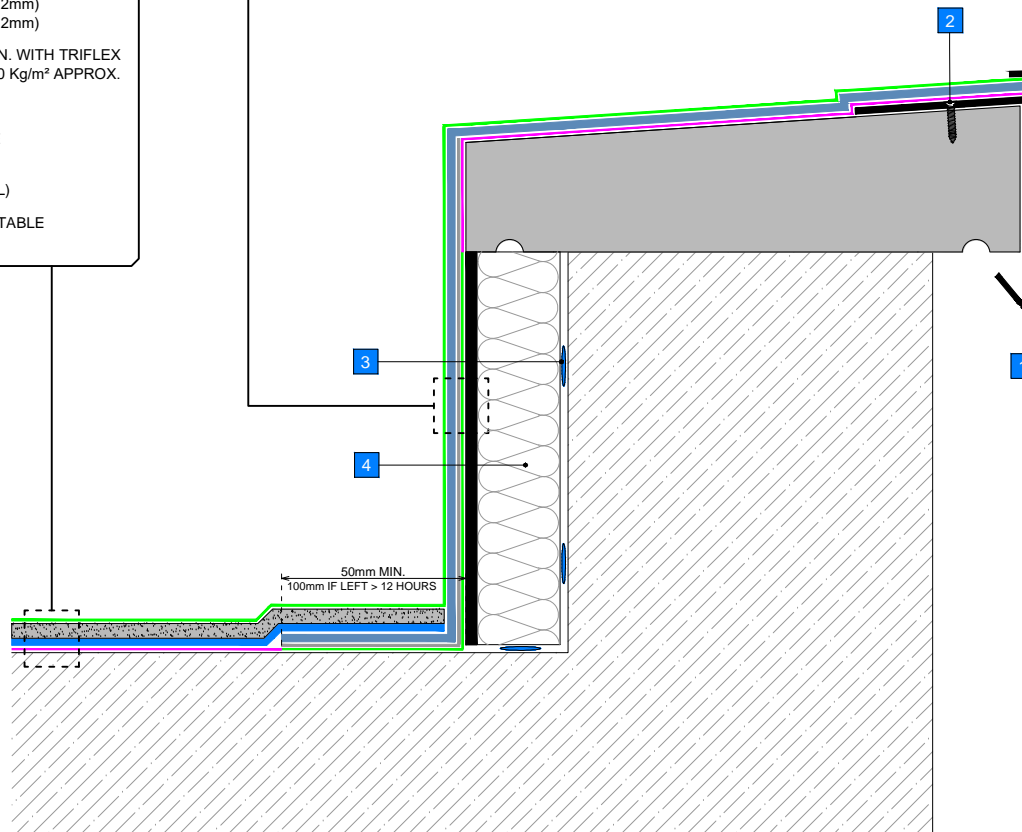 2mm)
2mm)
N. WITH TRIFLEX
0 Kg/m² APPROX.
L)
TABLE
2
3
4
50mm MIN.
100mm IF LEFT > 12 HOURS